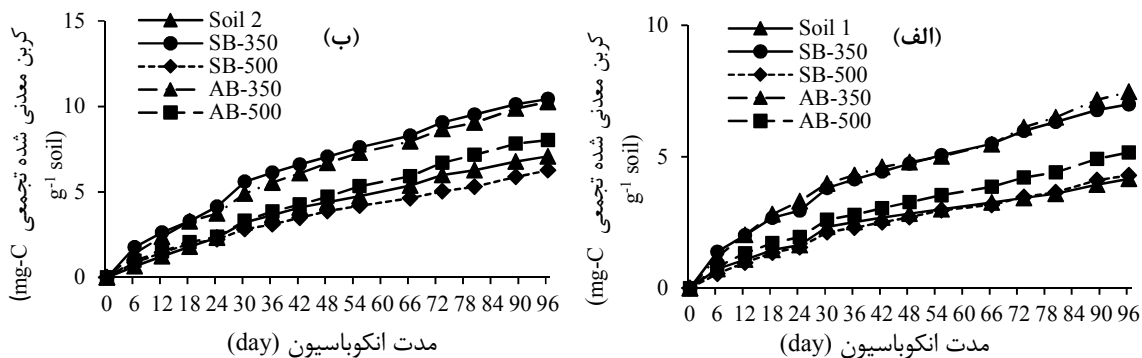 (الف)
10
5
0
Soil 1
SB-350
SB-500
AB-350
AB-500
کربن معدنی شده تجمعی
(mg-C g⁻¹ soil)
0 6 12 18 24 30 36 42 48 54 60 66 72 78 84 90 96
مدت انکوباسیون (day)
(ب)
15
10
5
0
Soil 2
SB-350
SB-500
AB-350
AB-500
کربن معدنی شده تجمعی
(mg-C g⁻¹ soil)
0 6 12 18 24 30 36 42 48 54 60 66 72 78 84 90 96
مدت انکوباسیون (day)